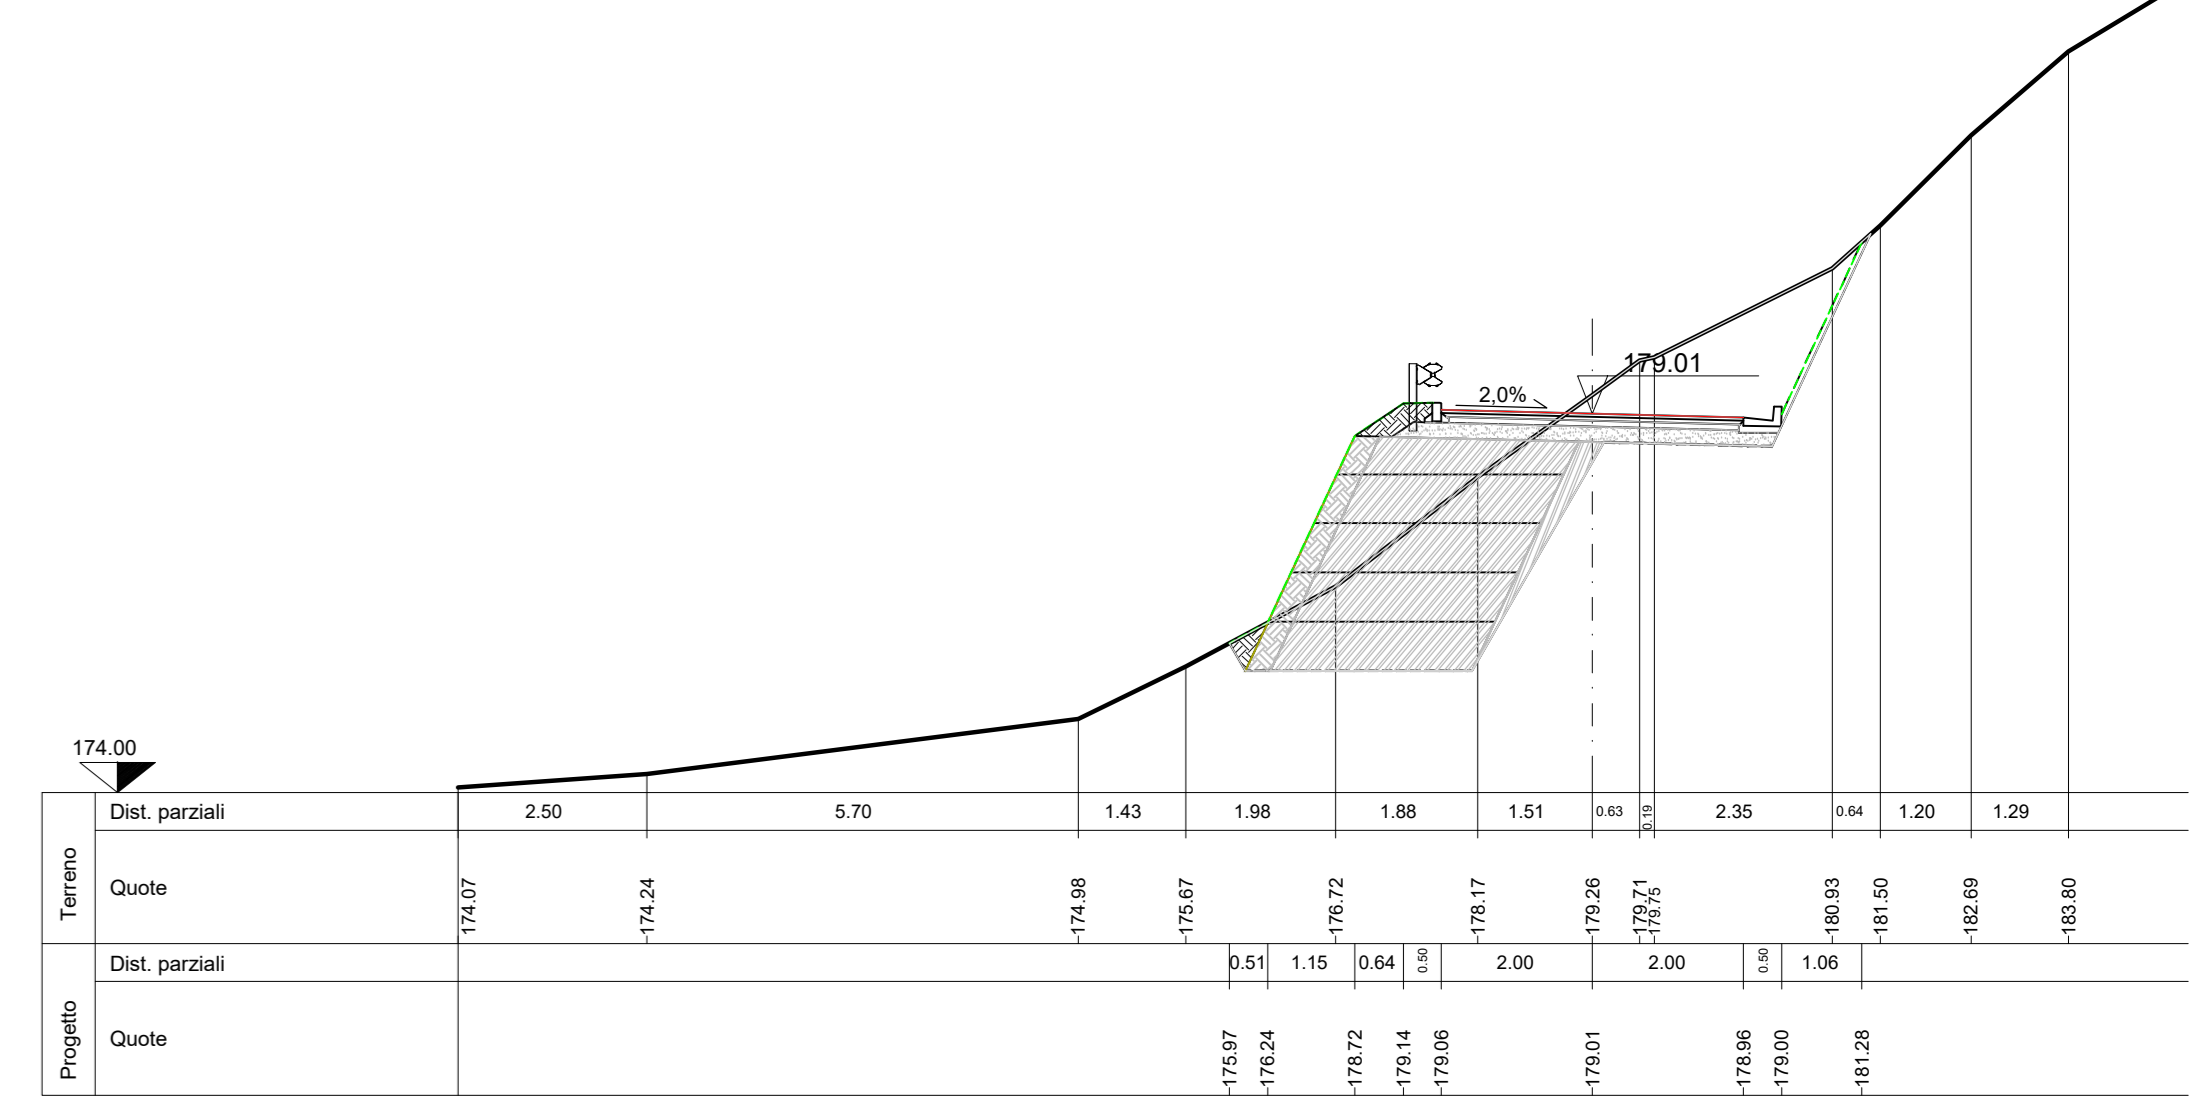 179.01
2,0%
174.00
Terreno
Dist. parziali
2.50 5.70 1.43 1.98 1.88 1.51 0.63 0.19 2.35 0.64 1.20 1.29
Quote
174.07 174.24 174.98 175.67 176.72 178.17 179.26 179.71 179.75 180.93 181.50 182.69 183.80
Progetto
Dist. parziali
0.51 1.15 0.64 0.50 2.00 2.00 0.50 1.06
Quote
175.97 176.24 178.72 179.14 179.06 179.01 178.96 179.00 181.28